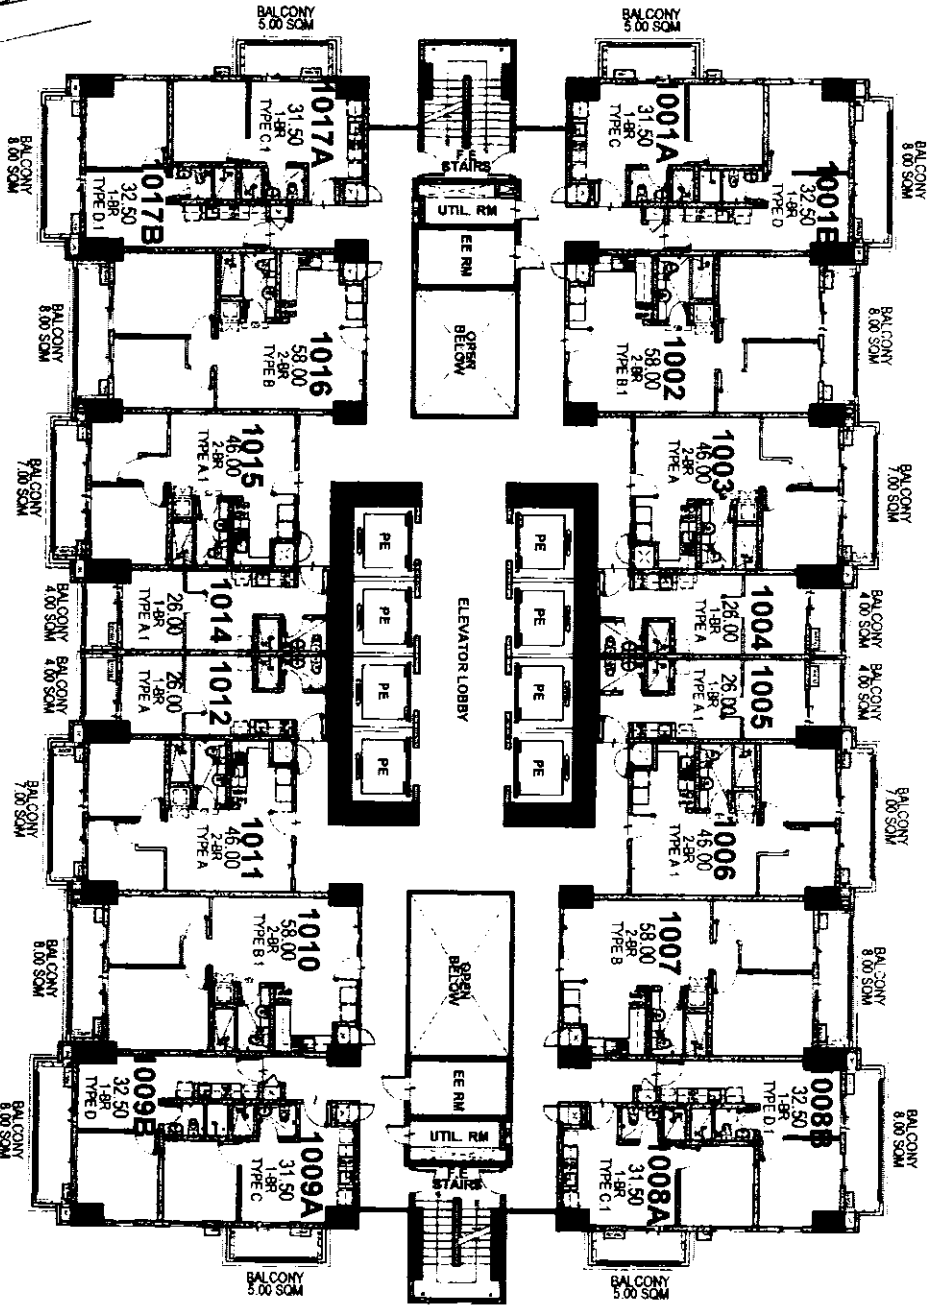 BALCONY
5.00 SQM
BALCONY
5.00 SQM
1017A
31.50
1-BR
TYPE C.1
1001A
31.50
1-BR
TYPE C
BALCONY
8.00 SQM
1017B
32.50
1-BR
TYPE D.1
STAIRS
UTIL. RM
EE RM
OPEN
BELOW
1001B
32.50
1-BR
TYPE D
BALCONY
8.00 SQM
BALCONY
8.00 SQM
1016
58.00
2-BR
TYPE B
1002
58.00
2-BR
TYPE B.1
BALCONY
8.00 SQM
BALCONY
7.00 SQM
1015
46.00
2-BR
TYPE A.1
1003
46.00
2-BR
TYPE A
BALCONY
7.00 SQM
PE
PE
PE
PE
ELEVATOR LOBBY
PE
PE
PE
PE
BALCONY
4.00 SQM
1014
26.00
1-BR
TYPE A.1
1004
26.00
1-BR
TYPE A
BALCONY
4.00 SQM
BALCONY
4.00 SQM
1012
26.00
1-BR
TYPE A
1005
26.00
1-BR
TYPE A.1
BALCONY
4.00 SQM
BALCONY
7.00 SQM
1011
46.00
2-BR
TYPE A
1006
46.00
2-BR
TYPE A.1
BALCONY
7.00 SQM
BALCONY
8.00 SQM
1010
58.00
2-BR
TYPE B.1
OPEN
BELOW
1007
58.00
2-BR
TYPE B
BALCONY
8.00 SQM
BALCONY
8.00 SQM
009B
32.50
1-BR
TYPE D
1009A
31.50
1-BR
TYPE C
EE RM
UTIL. RM
STAIRS
1008A
31.50
1-BR
TYPE C.1
008B
32.50
1-BR
TYPE D.1
BALCONY
8.00 SQM
BALCONY
5.00 SQM
BALCONY
5.00 SQM